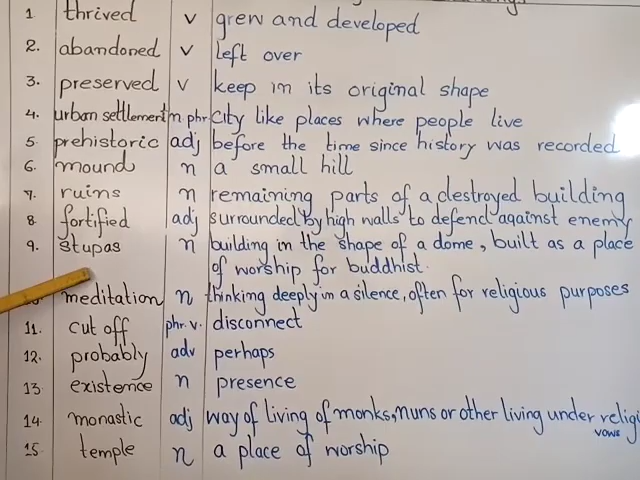 1 thrived v grew and developed
2. abandoned v left over
3. preserved v keep in its original shape
4. urban settlement n.phr. city like places where people live
5 prehistoric adj before the time since history was recorded
6. mound n a small hill
7. ruins n remaining parts of a destroyed building
8 fortified adj surrounded by high walls to defend against enemy
9. stupas n building in the shape of a dome, built as a place
of worship for buddhist.
meditation n thinking deeply in a silence, often for religious purposes
11. cut off phr.v. disconnect
12. probably adv perhaps
13 existence n presence
14 monastic adj way of living of monks, nuns or other living under religi
vows
15 temple n a place of worship